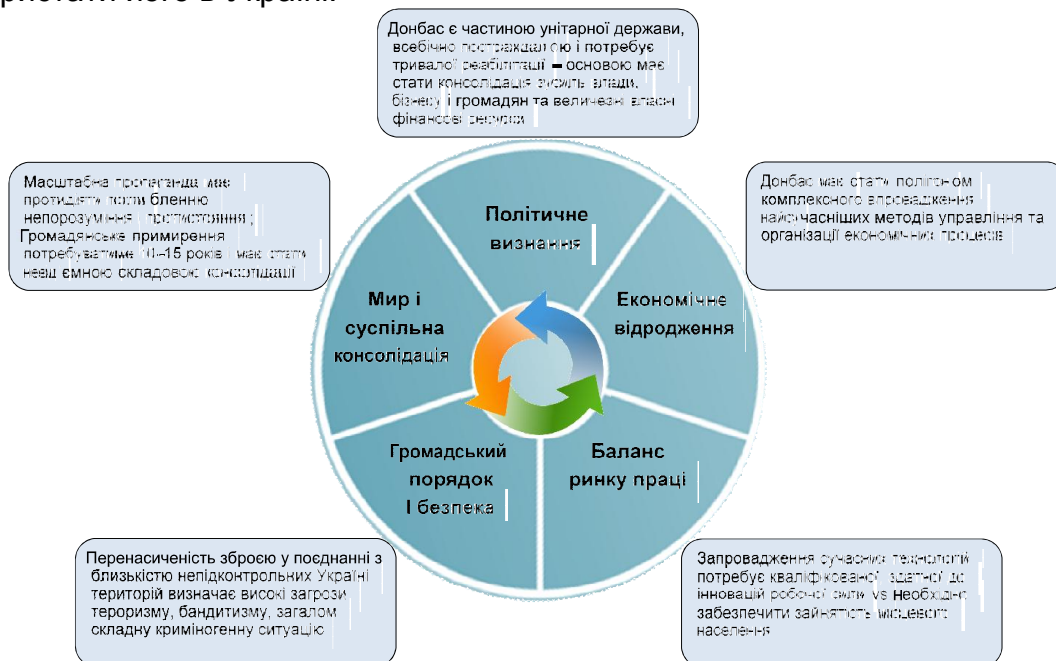 його в Україні
Донбас є частиною унітарної держави,
всебічно постраждалою і потребує
тривалої реабілітації – основою має
стати консолідація зусиль влади,
бізнесу і громадян та величезні власні
фінансові ресурси
Масштабна пропаганда має
протидіяти поглибленню
непорозуміння і протистояння;
Громадянське примирення
потребуватиме 10–15 років і має стати
невід'ємною складовою консолідації
Політичне
визнання
Донбас має стати полігоном
комплексного впровадження
найсучасніших методів управління та
організації економічних процесів
Мир і
суспільна
консолідація
Економічне
відродження
Громадський
порядок
І безпека
Баланс
ринку праці
Перенасиченість зброєю у поєднанні з
близькістю непідконтрольних Україні
територій визначає високі загрози
тероризму, бандитизму, загалом
складну криміногенну ситуацію
Запровадження сучасних технологій
потребує кваліфікованої, здатної до
інновацій робочої сили vs необхідно
забезпечити зайнятість місцевого
населення